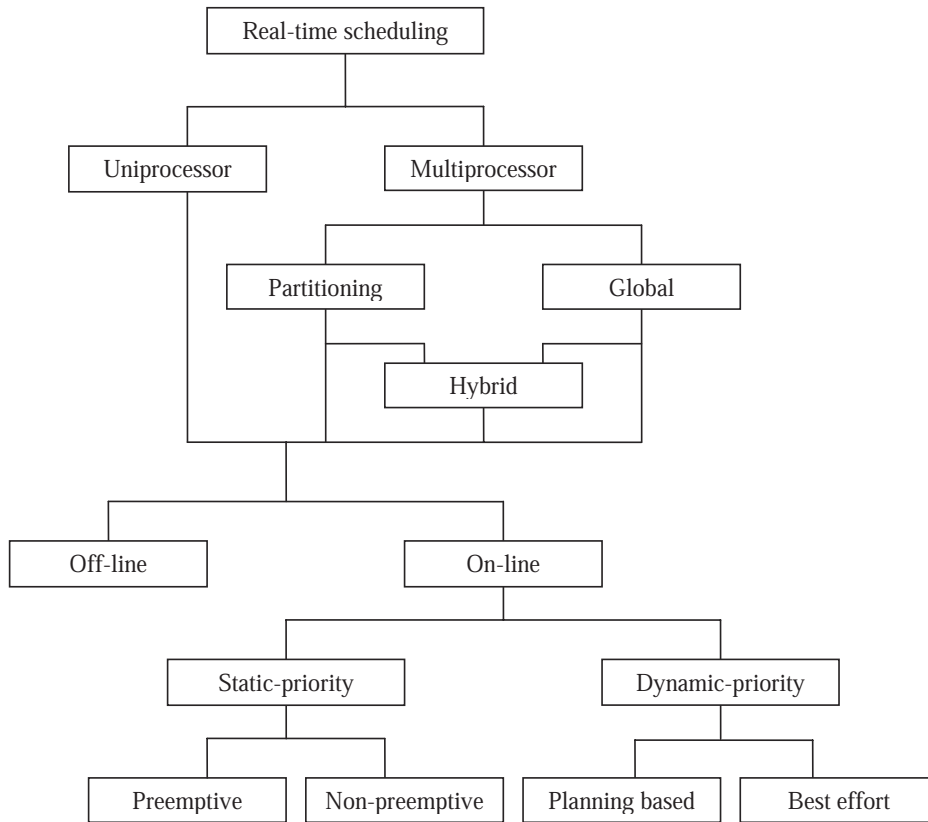 Real-time scheduling
Uniprocessor
Multiprocessor
Partitioning
Global
Hybrid
Off-line
On-line
Static-priority
Dynamic-priority
Preemptive
Non-preemptive
Planning based
Best effort